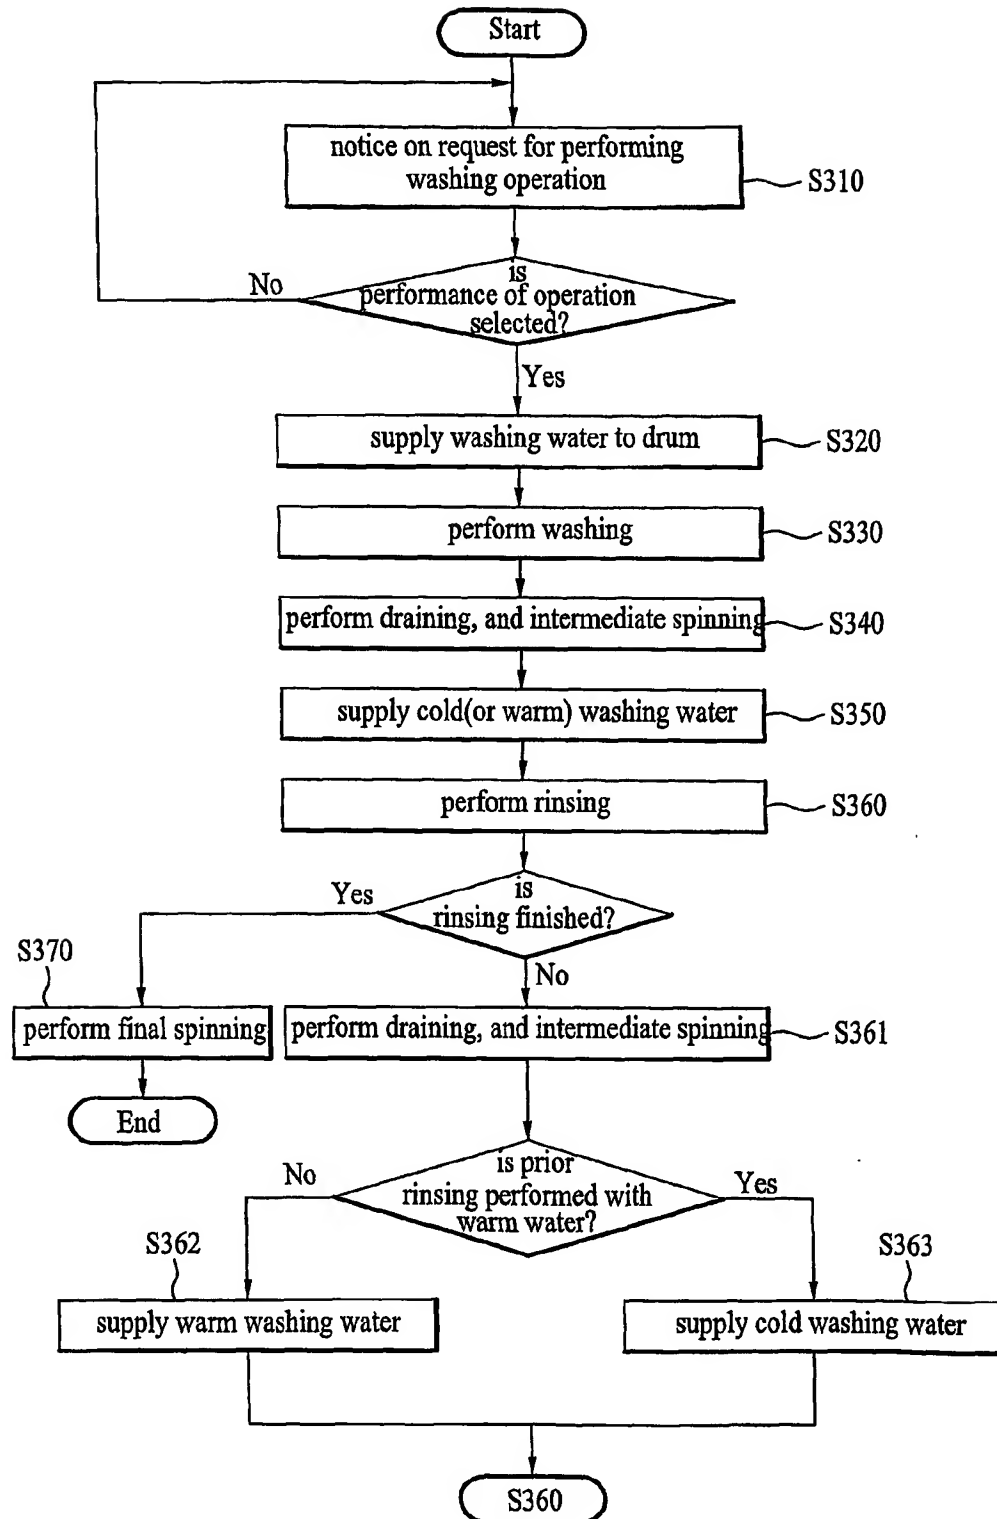 Start
notice on request for performing
washing operation
S310
is
performance of operation
selected?
No
Yes
supply washing water to drum
S320
perform washing
S330
perform draining, and intermediate spinning
S340
supply cold(or warm) washing water
S350
perform rinsing
S360
is
rinsing finished?
Yes
No
S370
perform final spinning
perform draining, and intermediate spinning
S361
End
is prior
rinsing performed with
warm water?
No
Yes
S362
S363
supply warm washing water
supply cold washing water
S360